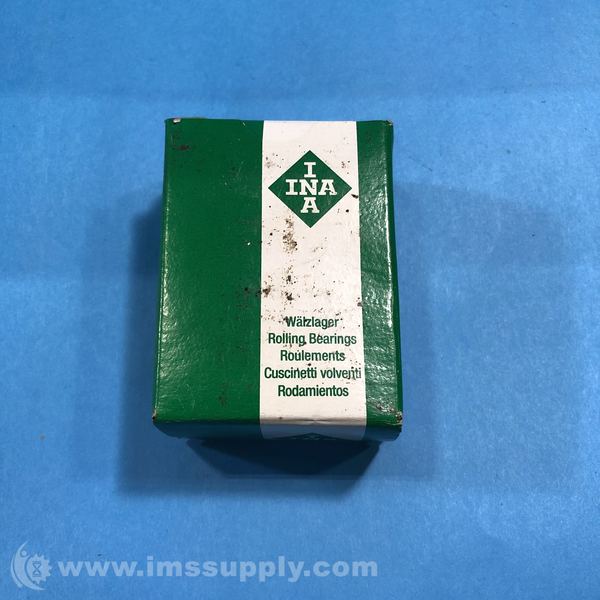 I
INA
A
Wälzlager
Rolling Bearings
Roulements
Cuscinetti volventi
Rodamientos
www.imssupply.com